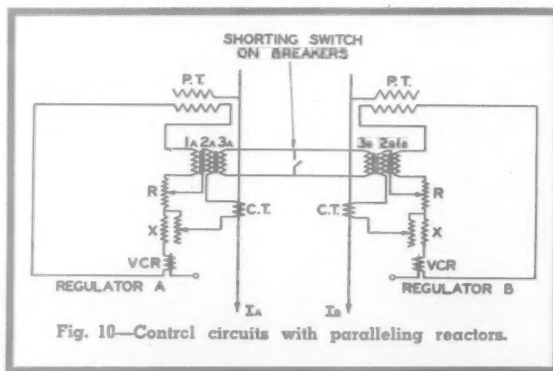 SHORTING SWITCH
ON BREAKERS
P.T.
P.T.
1A 2A 3A
3B 2B 1B
R
R
C.T.
C.T.
X
X
VCR
VCR
REGULATOR A
REGULATOR B
IA
IB
Fig. 10—Control circuits with paralleling reactors.